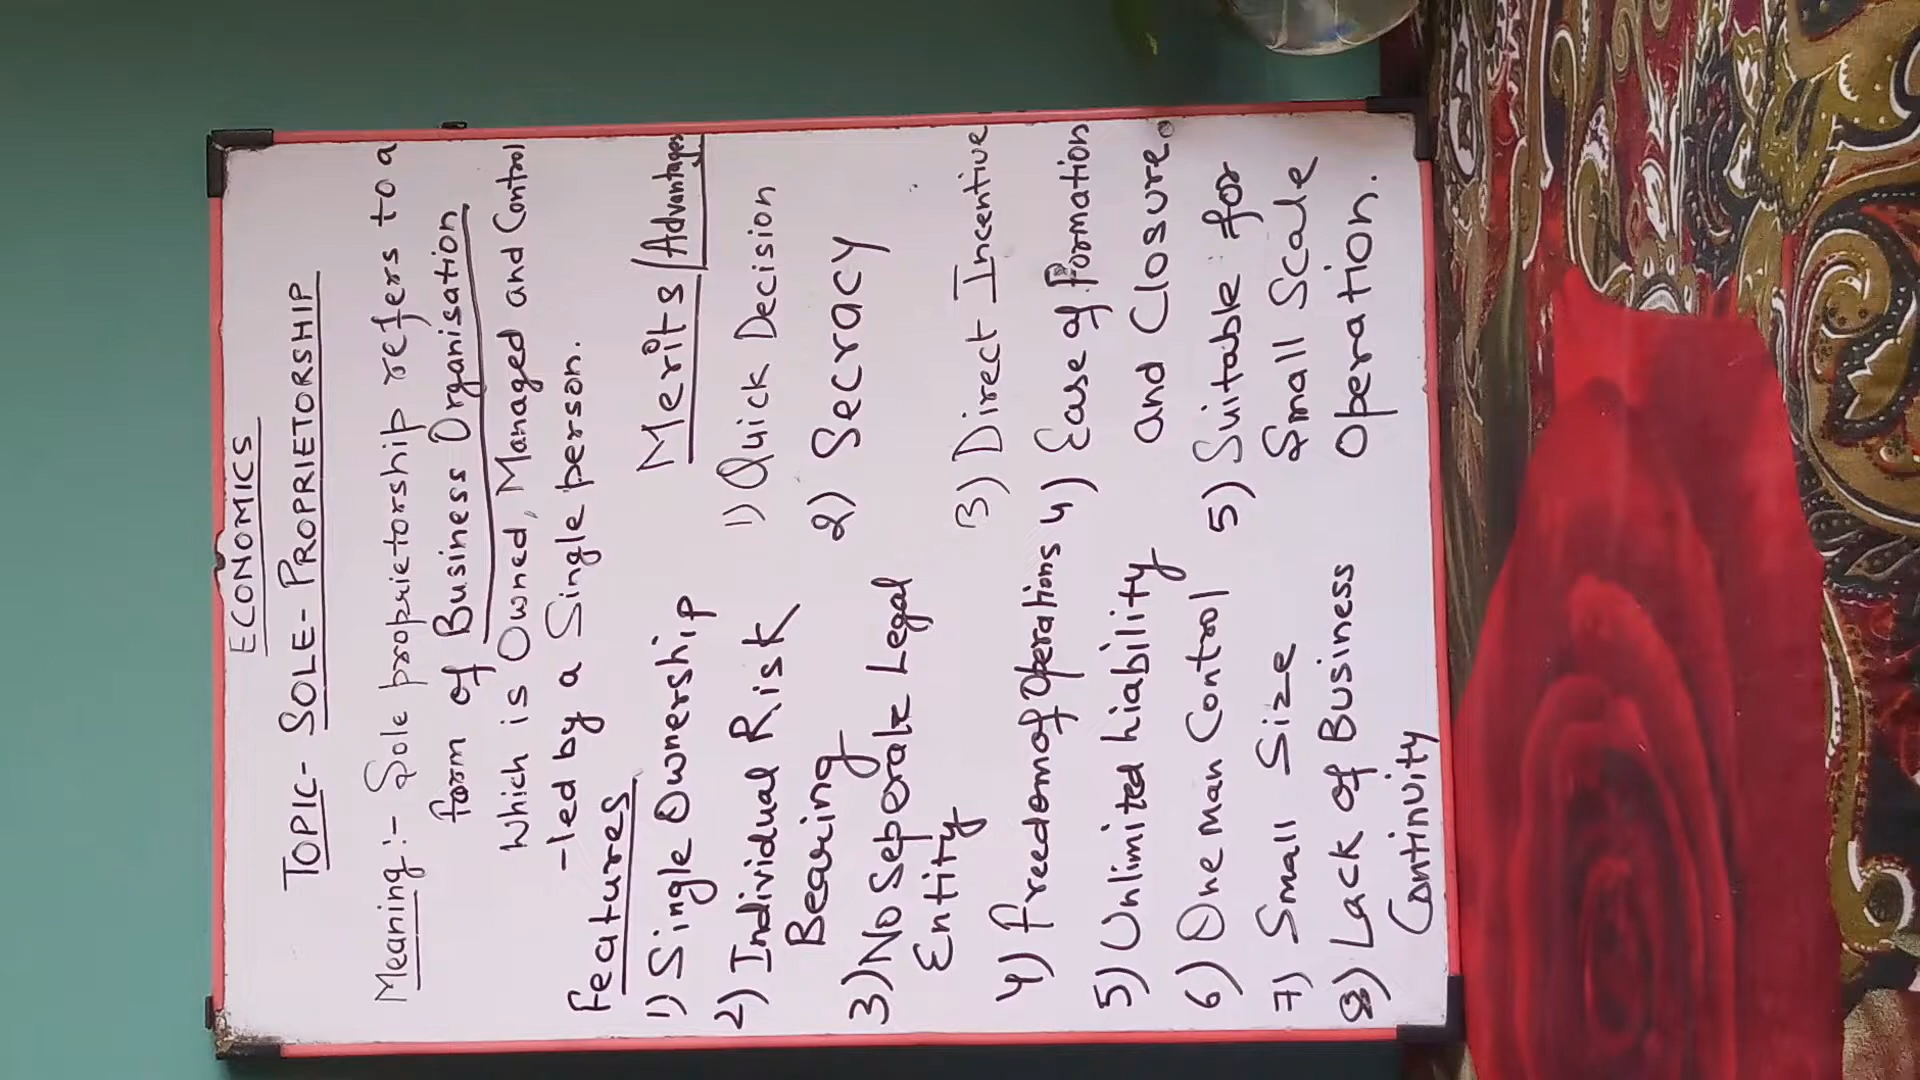 ECONOMICS
TOPIC- SOLE-PROPRIETORSHIP
Meaning:- Sole proprietorship refers to a
form of Business Organisation
which is Owned, Managed and Control
-led by a Single person.
Features
1) Single Ownership
2) Individual Risk
Bearing
3) No Seperate Legal
Entity
4) Freedom of Operations
5) Unlimited Liability
6) One man Control
7) Small Size
8) Lack of Business
Continuity
Merits/Advantages
1) Quick Decision
2) Secracy
3) Direct Incentive
4) Ease of Formation
and Closure.
5) Suitable for
Small Scale
Operation.